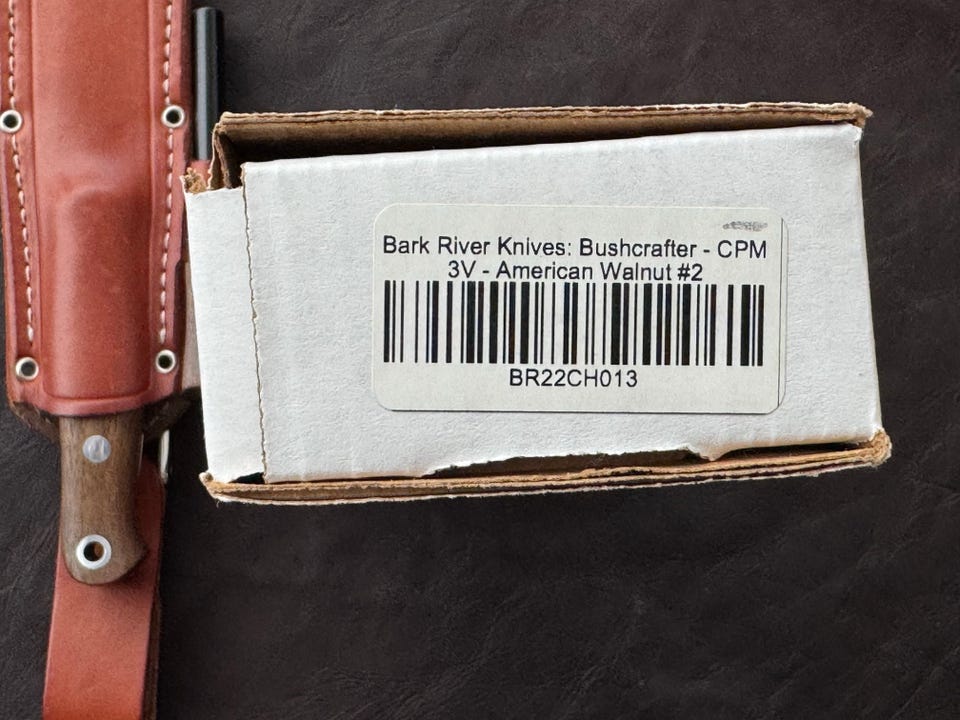 Bark River Knives: Bushcrafter - CPM
3V - American Walnut #2
BR22CH013